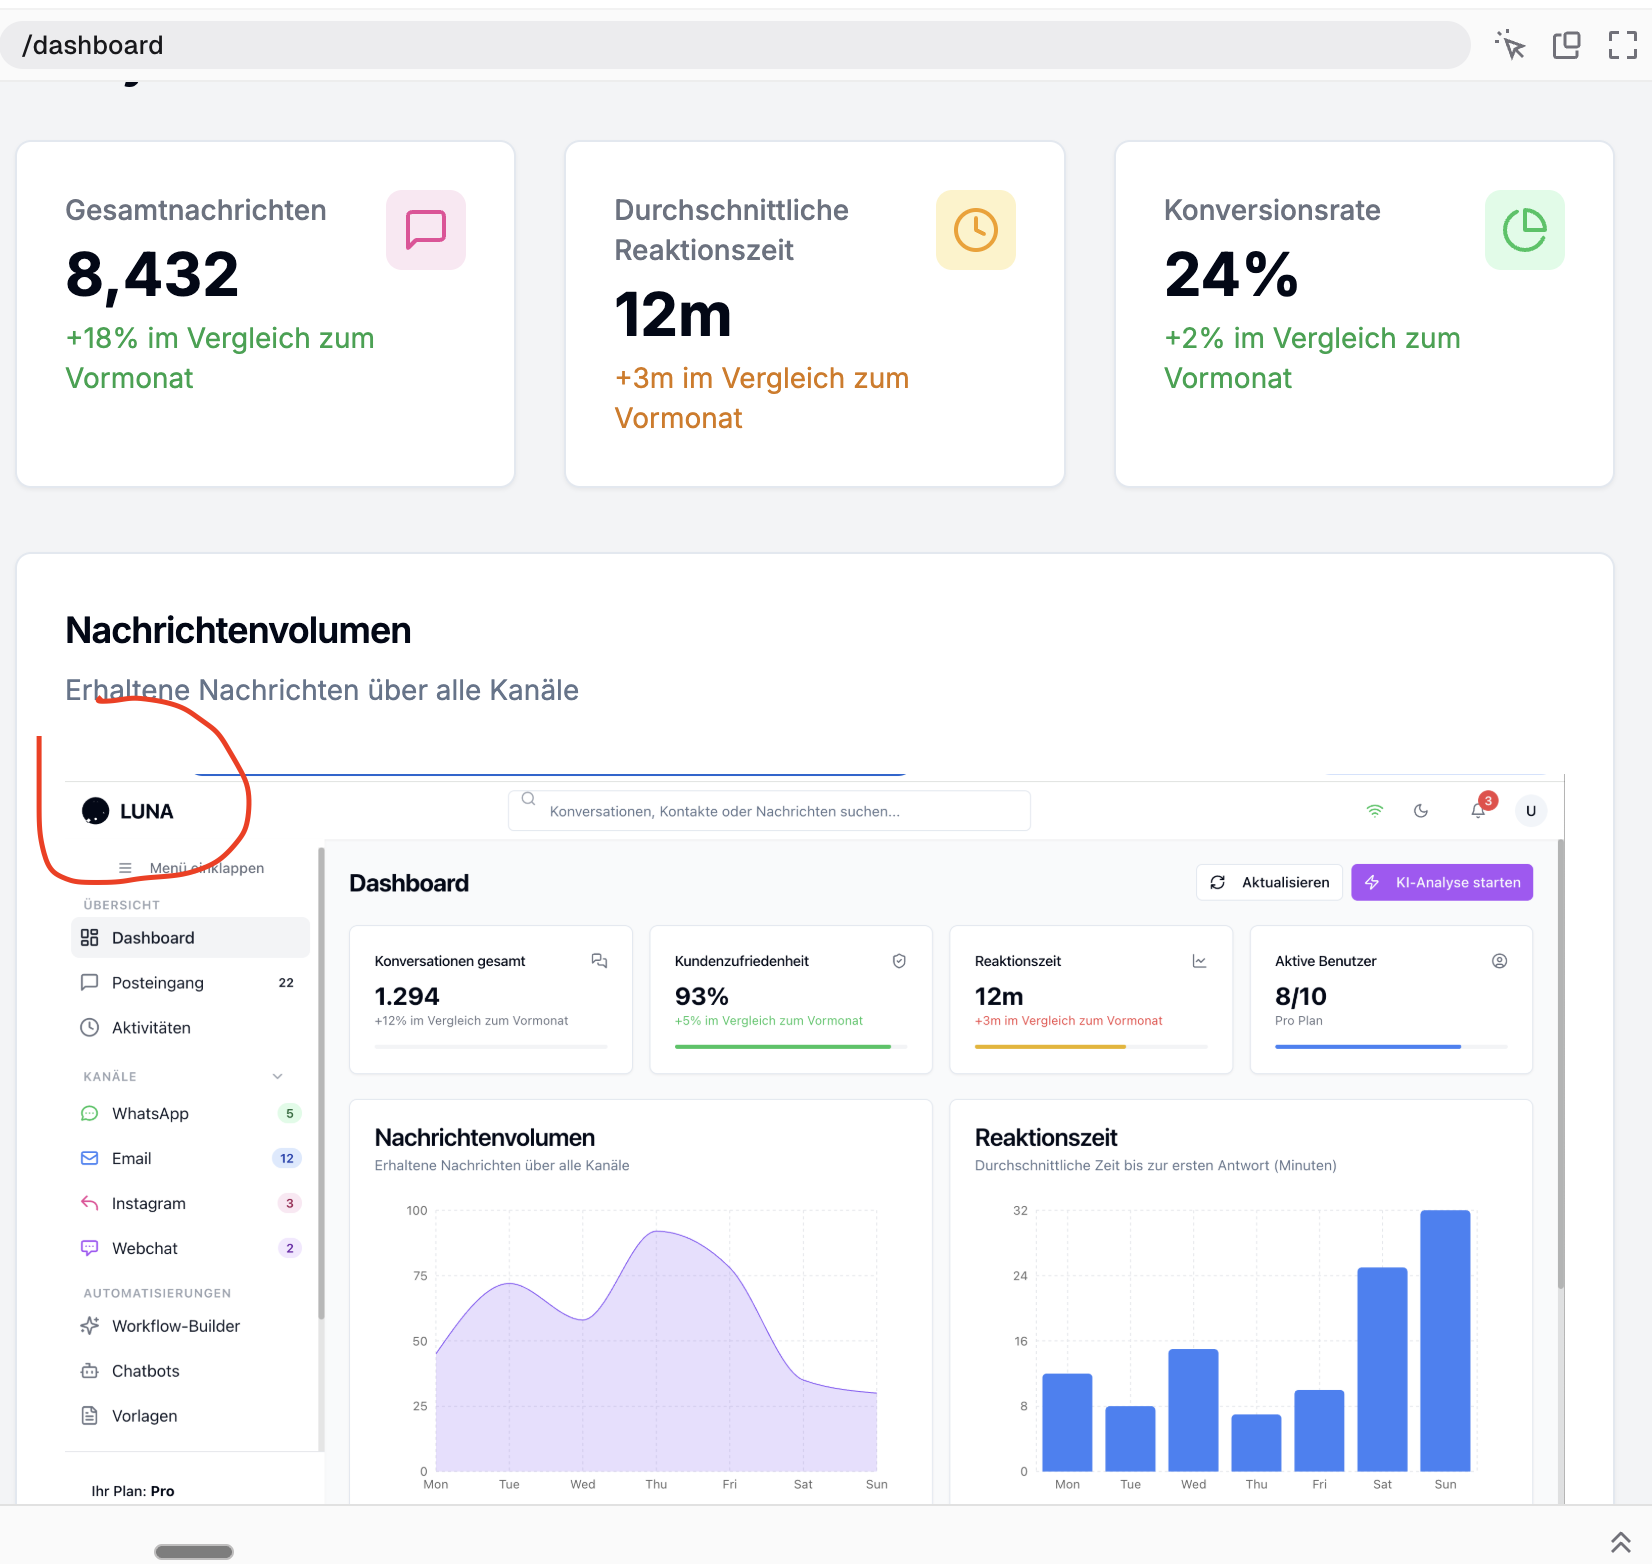 /dashboard
Gesamtnachrichten
8,432
+18% im Vergleich zum
Vormonat
Durchschnittliche
Reaktionszeit
12m
+3m im Vergleich zum
Vormonat
Konversionsrate
24%
+2% im Vergleich zum
Vormonat
Nachrichtenvolumen
Erhaltene Nachrichten über alle Kanäle
LUNA
Konversationen, Kontakte oder Nachrichten suchen...
3
U
Menü einklappen
ÜBERSICHT
Dashboard
Posteingang 22
Aktivitäten
KANÄLE
WhatsApp 5
Email 12
Instagram 3
Webchat 2
AUTOMATISIERUNGEN
Workflow-Builder
Chatbots
Vorlagen
Ihr Plan: Pro
Dashboard
Aktualisieren
KI-Analyse starten
Konversationen gesamt
1.294
+12% im Vergleich zum Vormonat
Kundenzufriedenheit
93%
+5% im Vergleich zum Vormonat
Reaktionszeit
12m
+3m im Vergleich zum Vormonat
Aktive Benutzer
8/10
Pro Plan
Nachrichtenvolumen
Erhaltene Nachrichten über alle Kanäle
100
75
50
25
0
Mon Tue Wed Thu Fri Sat Sun
Reaktionszeit
Durchschnittliche Zeit bis zur ersten Antwort (Minuten)
32
24
16
8
0
Mon Tue Wed Thu Fri Sat Sun